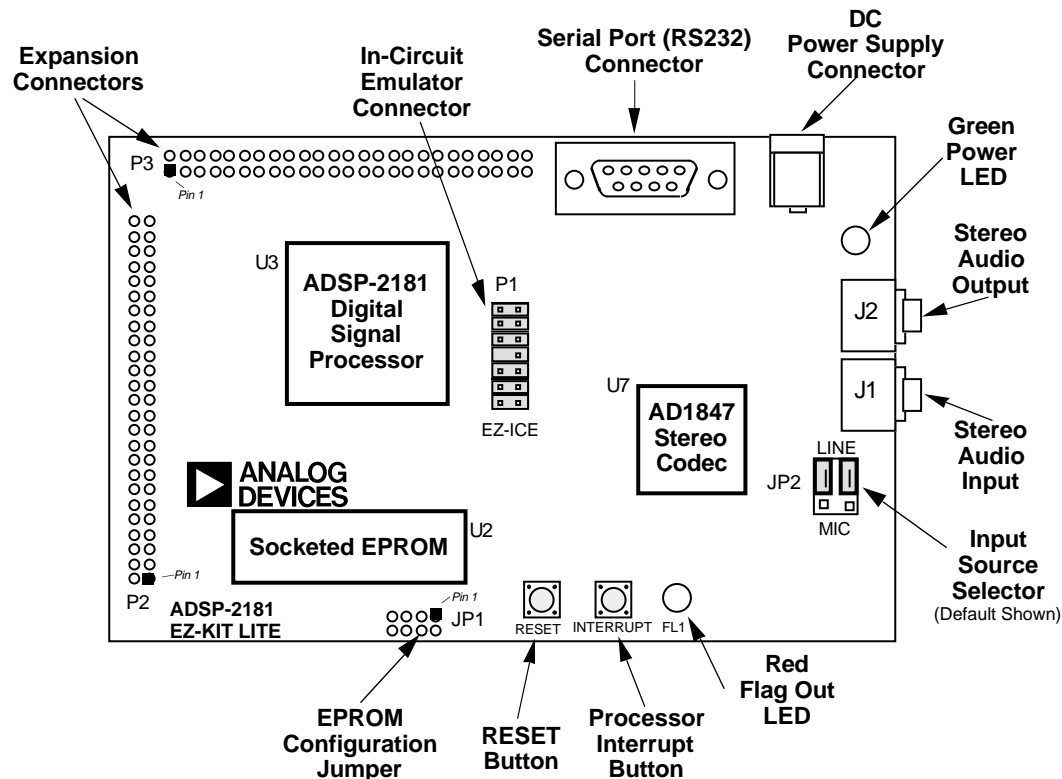 Expansion
Connectors
In-Circuit
Emulator
Connector
Serial Port (RS232)
Connector
DC
Power Supply
Connector
Green
Power
LED
P3
Pin 1
Stereo
Audio
Output
U3
ADSP-2181
Digital
Signal
Processor
P1
EZ-ICE
J2
J1
U7
AD1847
Stereo
Codec
Stereo
Audio
Input
LINE
JP2
MIC
ANALOG
DEVICES
U2
Socketed EPROM
Input
Source
Selector
(Default Shown)
Pin 1
P2
ADSP-2181
EZ-KIT LITE
Pin 1
JP1
RESET
INTERRUPT
FL1
EPROM
Configuration
Jumper
RESET
Button
Processor
Interrupt
Button
Red
Flag Out
LED